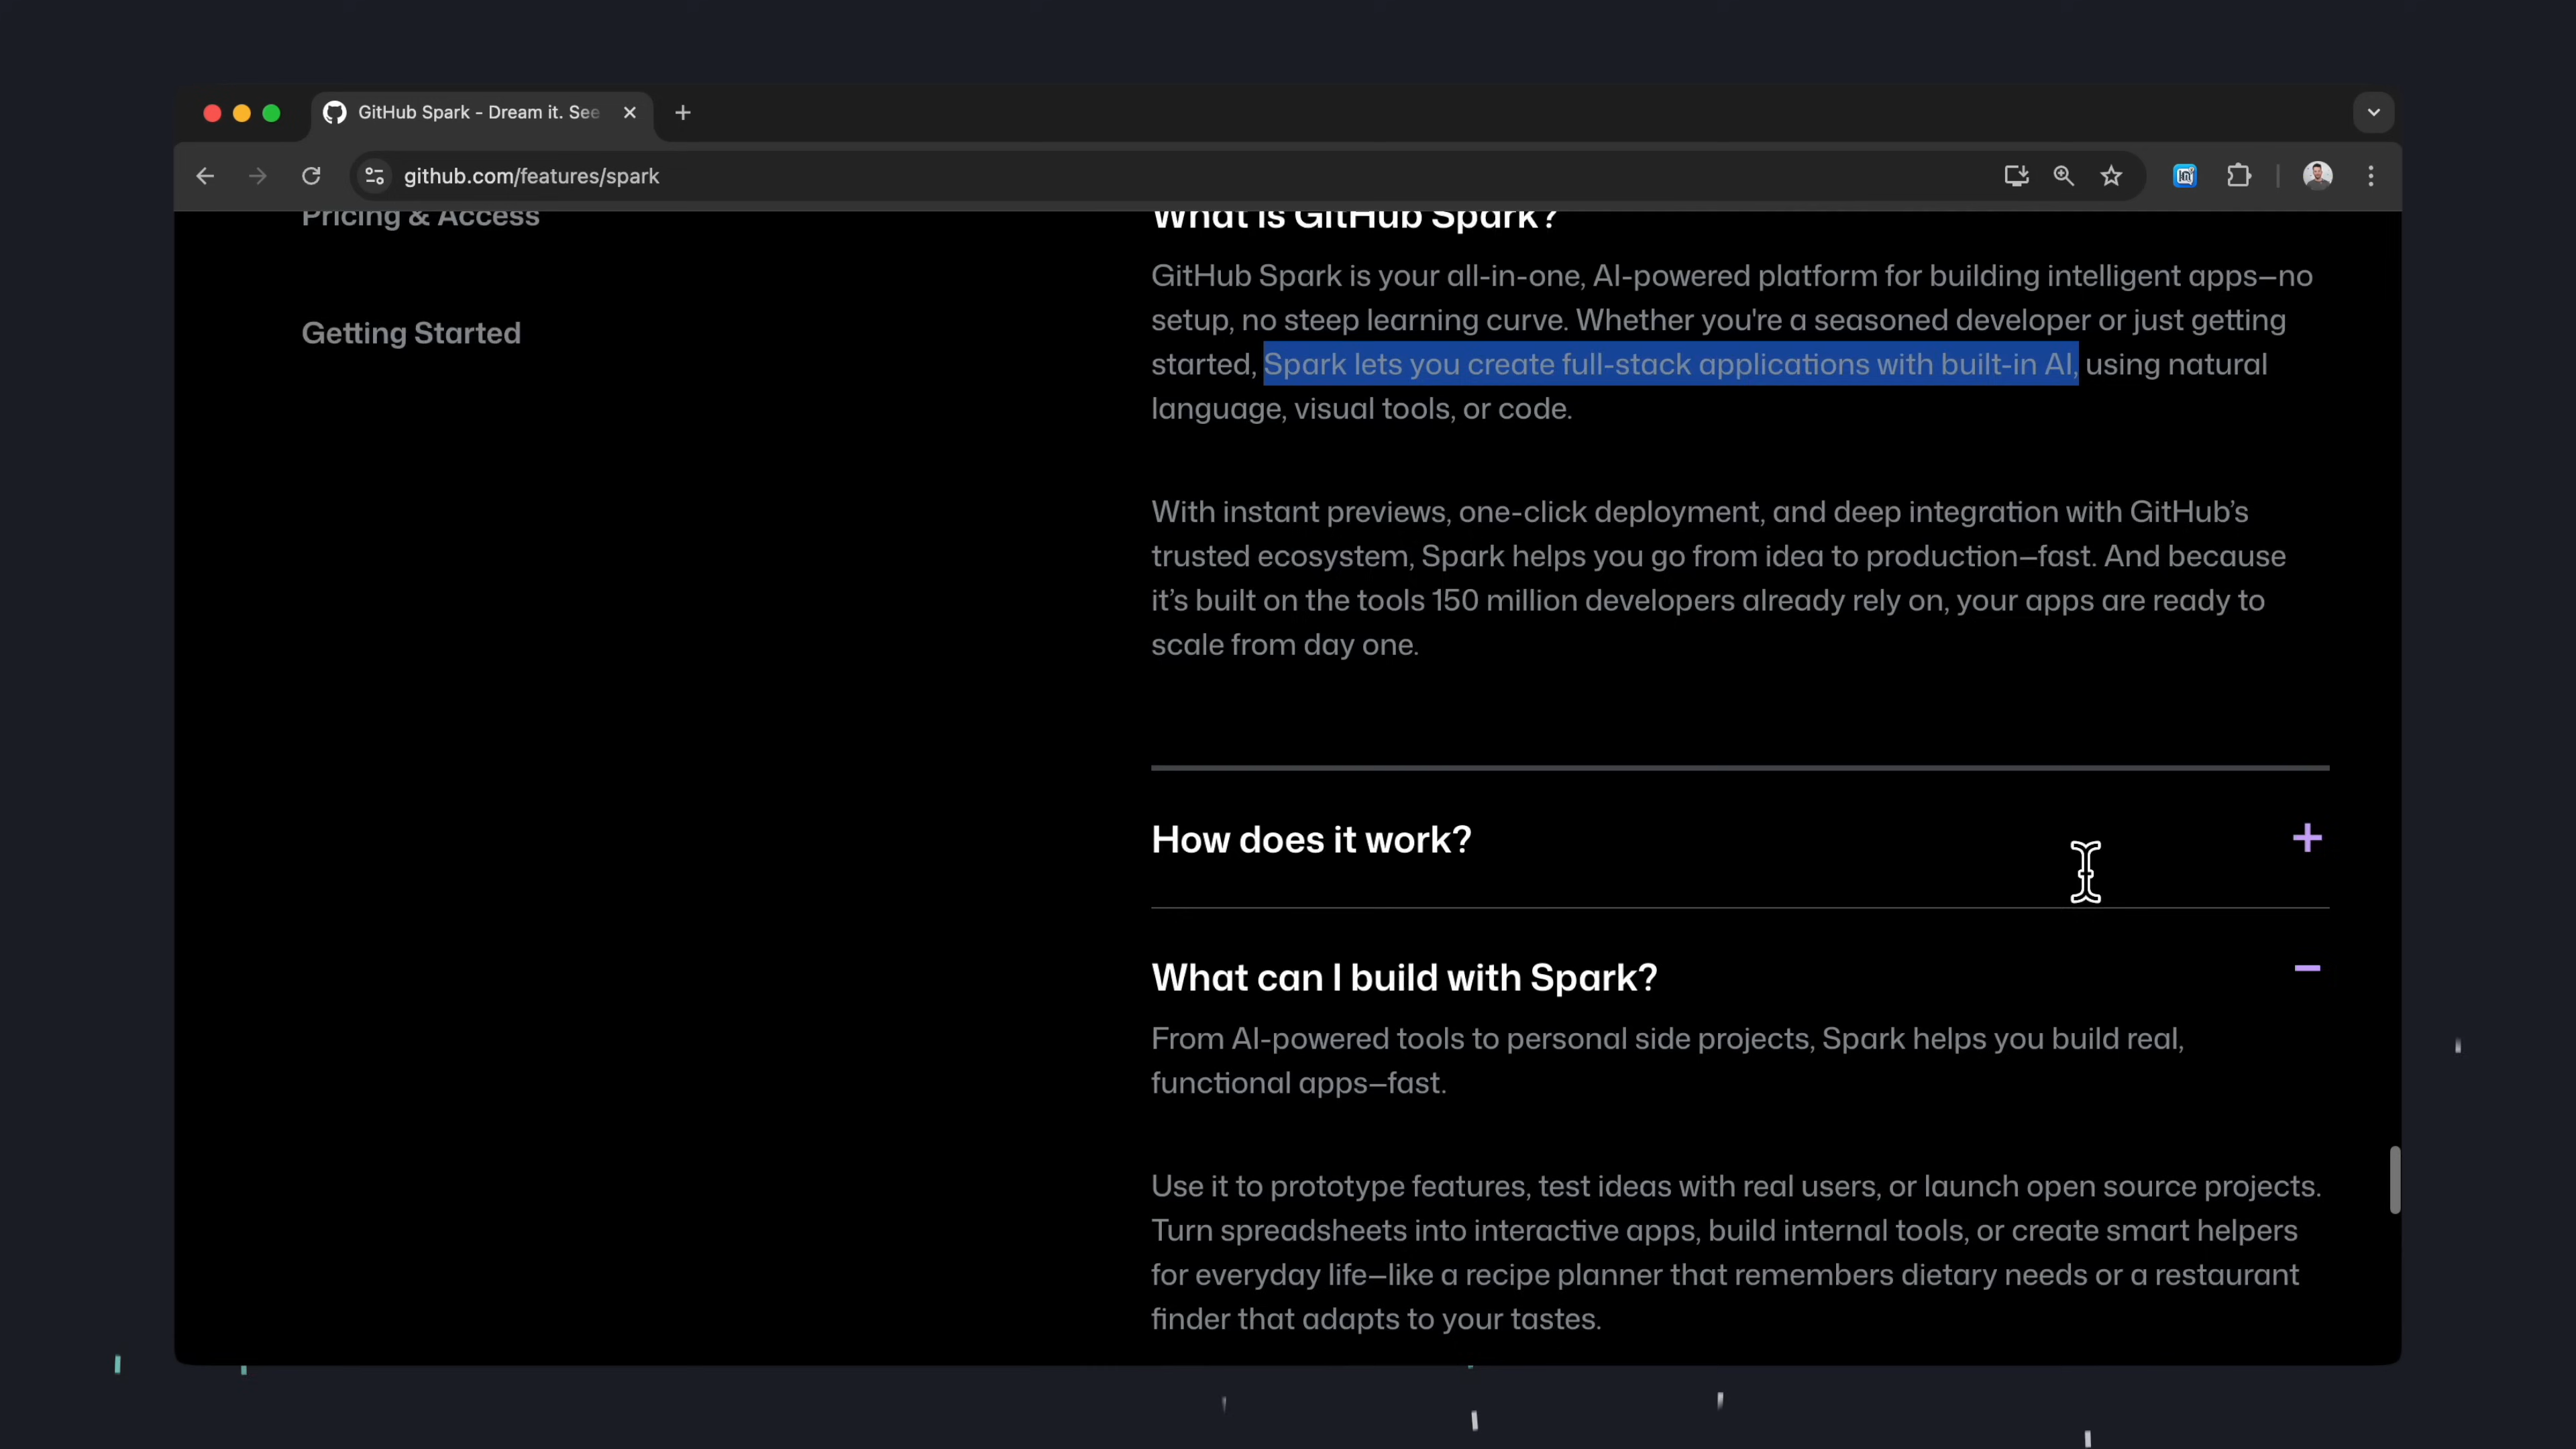 GitHub Spark - Dream it. See
github.com/features/spark
Pricing & Access
Getting Started
What is GitHub Spark?
GitHub Spark is your all-in-one, AI-powered platform for building intelligent apps—no
setup, no steep learning curve. Whether you're a seasoned developer or just getting
started, Spark lets you create full-stack applications with built-in AI, using natural
language, visual tools, or code.
With instant previews, one-click deployment, and deep integration with GitHub’s
trusted ecosystem, Spark helps you go from idea to production—fast. And because
it’s built on the tools 150 million developers already rely on, your apps are ready to
scale from day one.
How does it work?
What can I build with Spark?
From AI-powered tools to personal side projects, Spark helps you build real,
functional apps—fast.
Use it to prototype features, test ideas with real users, or launch open source projects.
Turn spreadsheets into interactive apps, build internal tools, or create smart helpers
for everyday life—like a recipe planner that remembers dietary needs or a restaurant
finder that adapts to your tastes.